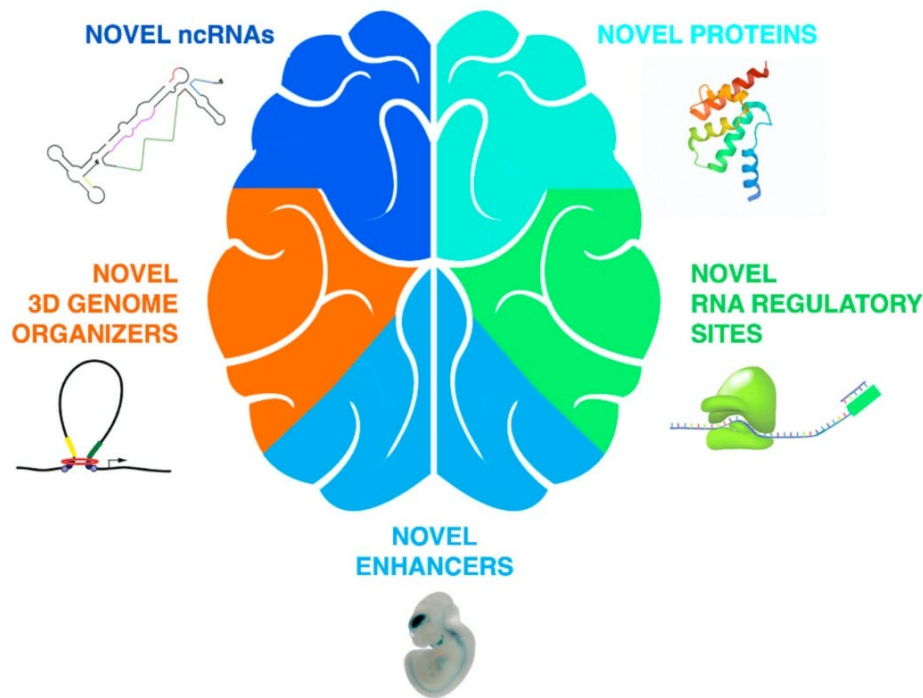 NOVEL ncRNAs
NOVEL PROTEINS
NOVEL
3D GENOME
ORGANIZERS
NOVEL
RNA REGULATORY
SITES
NOVEL
ENHANCERS